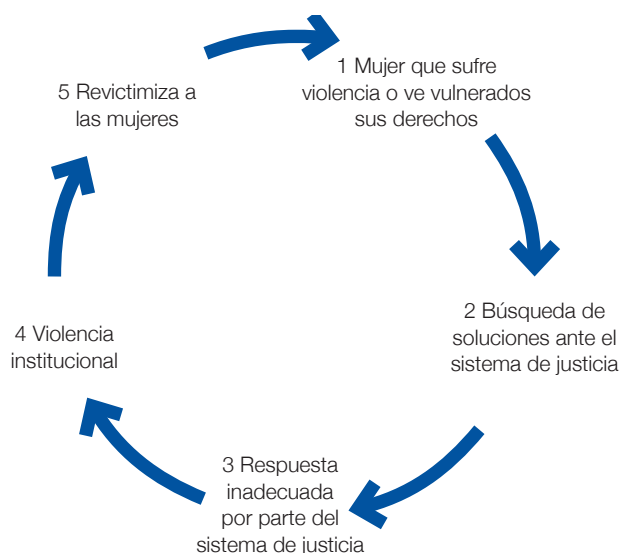 1 Mujer que sufre
violencia o ve vulnerados
sus derechos
2 Búsqueda de
soluciones ante el
sistema de justicia
3 Respuesta
inadecuada
por parte del
sistema de justicia
4 Violencia
institucional
5 Revictimiza a
las mujeres